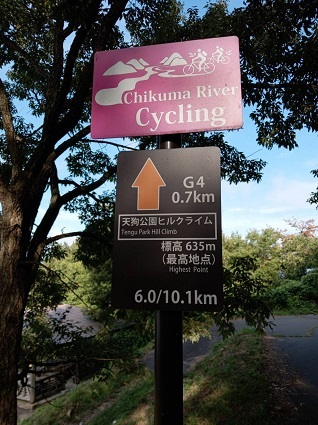 Chikuma River
Cycling
G4
0.7km
天狗公園ヒルクライム
Tengu Park Hill Climb
標高 635m
(最高地点)
Highest Point
6.0/10.1km